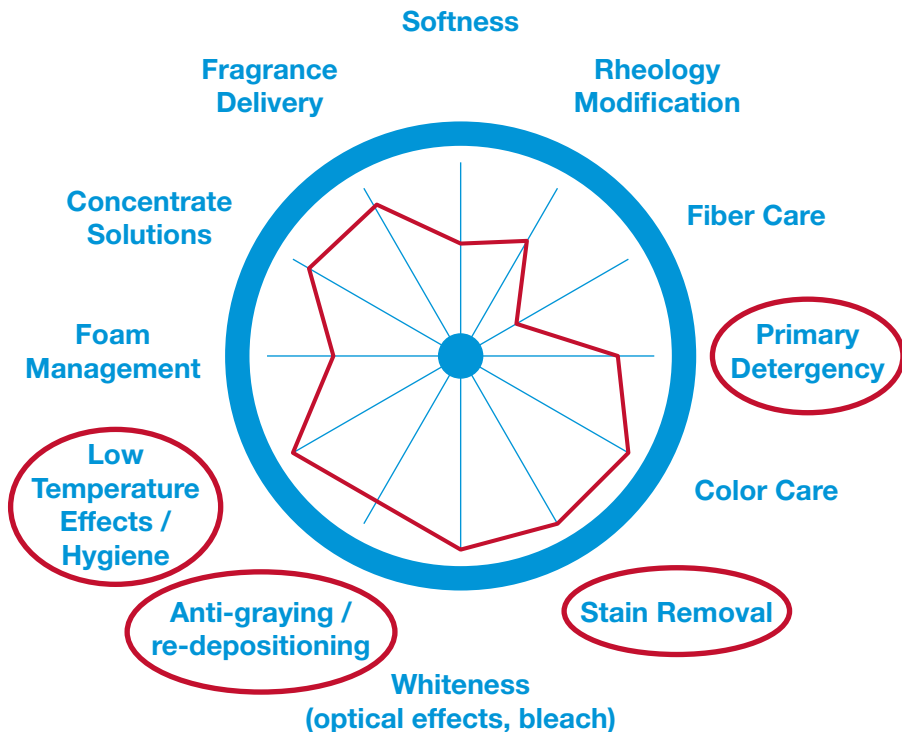 Softness
Fragrance
Delivery
Rheology
Modification
Concentrate
Solutions
Fiber Care
Foam
Management
Primary
Detergency
Low
Temperature
Effects /
Hygiene
Color Care
Anti-graying /
re-depositioning
Stain Removal
Whiteness
(optical effects, bleach)